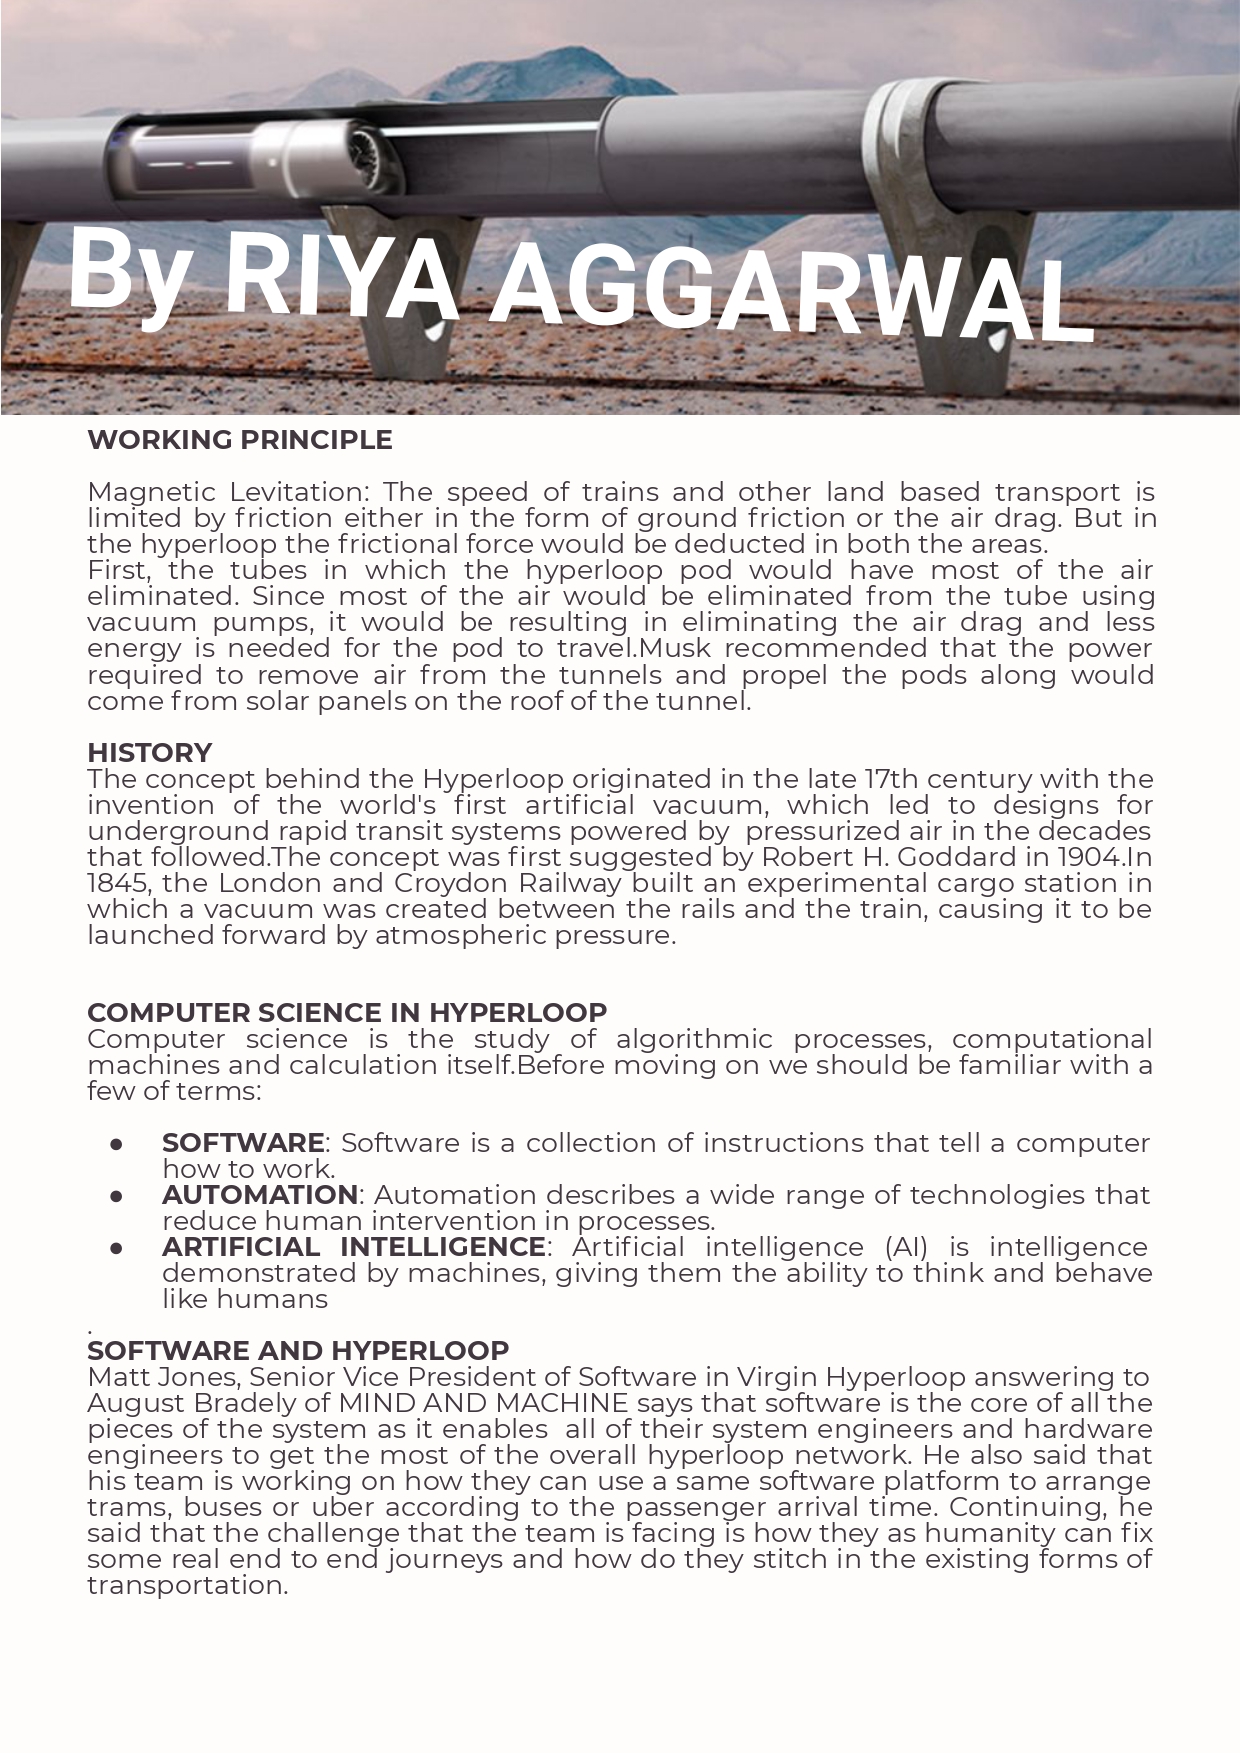 By RIYA AGGARWAL
WORKING PRINCIPLE
Magnetic Levitation: The speed of trains and other land based transport is
limited by friction either in the form of ground friction or the air drag. But in
the hyperloop the frictional force would be deducted in both the areas.
First, the tubes in which the hyperloop pod would have most of the air
eliminated. Since most of the air would be eliminated from the tube using
vacuum pumps, it would be resulting in eliminating the air drag and less
energy is needed for the pod to travel.Musk recommended that the power
required to remove air from the tunnels and propel the pods along would
come from solar panels on the roof of the tunnel.
HISTORY
The concept behind the Hyperloop originated in the late 17th century with the
invention of the world's first artificial vacuum, which led to designs for
underground rapid transit systems powered by  pressurized air in the decades
that followed.The concept was first suggested by Robert H. Goddard in 1904.In
1845, the London and Croydon Railway built an experimental cargo station in
which a vacuum was created between the rails and the train, causing it to be
launched forward by atmospheric pressure.
COMPUTER SCIENCE IN HYPERLOOP
Computer science is the study of algorithmic processes, computational
machines and calculation itself.Before moving on we should be familiar with a
few of terms:
● SOFTWARE: Software is a collection of instructions that tell a computer
how to work.
● AUTOMATION: Automation describes a wide range of technologies that
reduce human intervention in processes.
● ARTIFICIAL INTELLIGENCE: Artificial intelligence (AI) is intelligence
demonstrated by machines, giving them the ability to think and behave
like humans
.
SOFTWARE AND HYPERLOOP
Matt Jones, Senior Vice President of Software in Virgin Hyperloop answering to
August Bradely of MIND AND MACHINE says that software is the core of all the
pieces of the system as it enables  all of their system engineers and hardware
engineers to get the most of the overall hyperloop network. He also said that
his team is working on how they can use a same software platform to arrange
trams, buses or uber according to the passenger arrival time. Continuing, he
said that the challenge that the team is facing is how they as humanity can fix
some real end to end journeys and how do they stitch in the existing forms of
transportation.